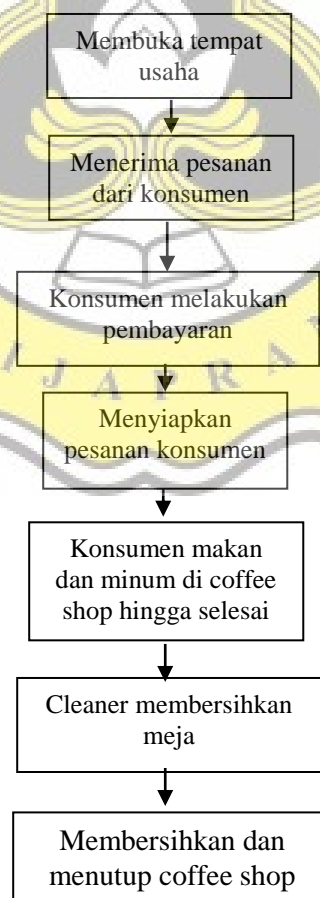 Membuka tempat
usaha
Menerima pesanan
dari konsumen
Konsumen melakukan
pembayaran
I J A P R A N
Menyiapkan
pesanan konsumen
Konsumen makan
dan minum di coffee
shop hingga selesai
Cleaner membersihkan
meja
Membersihkan dan
menutup coffee shop